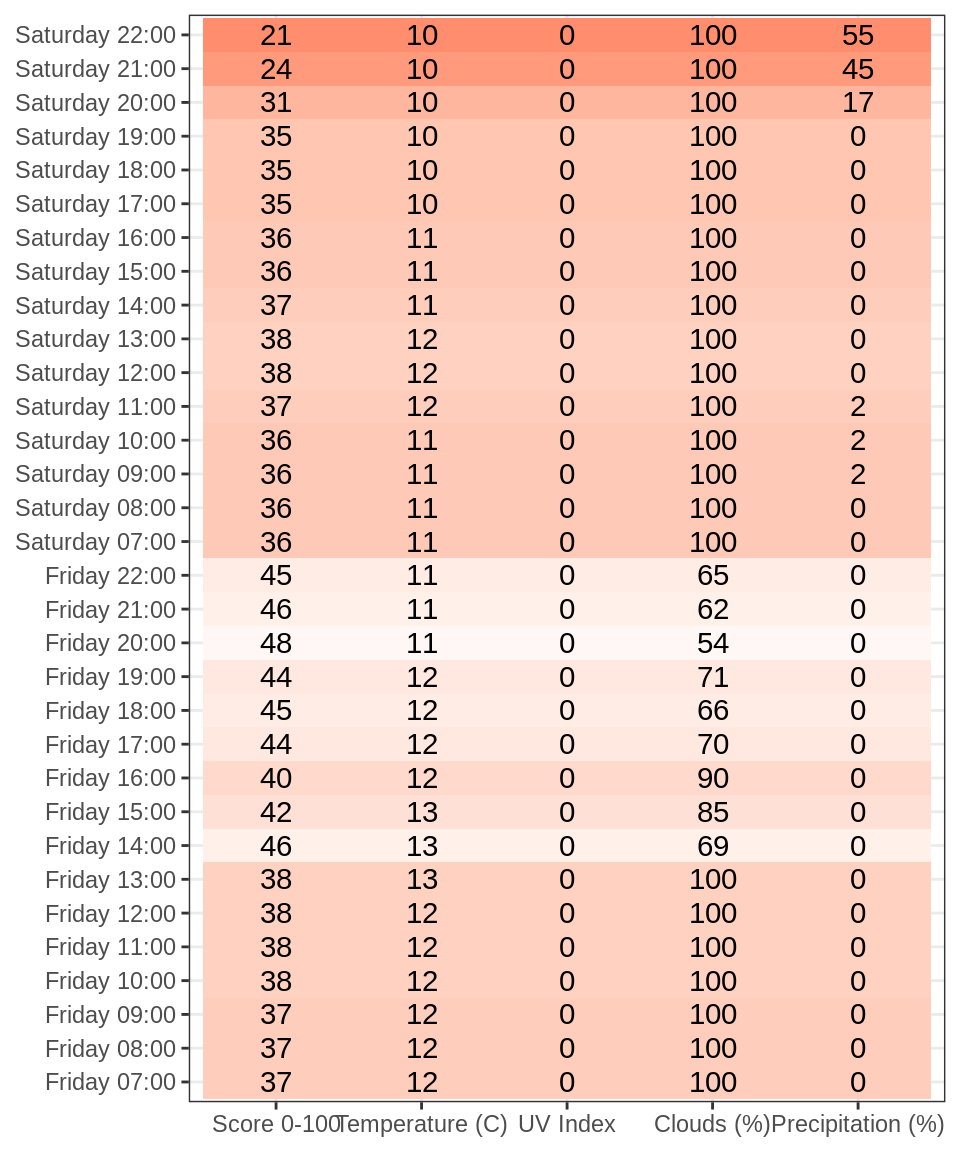 Saturday 22:00 21 10 0 100 55
Saturday 21:00 24 10 0 100 45
Saturday 20:00 31 10 0 100 17
Saturday 19:00 35 10 0 100 0
Saturday 18:00 35 10 0 100 0
Saturday 17:00 35 10 0 100 0
Saturday 16:00 36 11 0 100 0
Saturday 15:00 36 11 0 100 0
Saturday 14:00 37 11 0 100 0
Saturday 13:00 38 12 0 100 0
Saturday 12:00 38 12 0 100 0
Saturday 11:00 37 12 0 100 2
Saturday 10:00 36 11 0 100 2
Saturday 09:00 36 11 0 100 2
Saturday 08:00 36 11 0 100 0
Saturday 07:00 36 11 0 100 0
Friday 22:00 45 11 0 65 0
Friday 21:00 46 11 0 62 0
Friday 20:00 48 11 0 54 0
Friday 19:00 44 12 0 71 0
Friday 18:00 45 12 0 66 0
Friday 17:00 44 12 0 70 0
Friday 16:00 40 12 0 90 0
Friday 15:00 42 13 0 85 0
Friday 14:00 46 13 0 69 0
Friday 13:00 38 13 0 100 0
Friday 12:00 38 12 0 100 0
Friday 11:00 38 12 0 100 0
Friday 10:00 38 12 0 100 0
Friday 09:00 37 12 0 100 0
Friday 08:00 37 12 0 100 0
Friday 07:00 37 12 0 100 0
Score 0-100 Temperature (C) UV Index Clouds (%) Precipitation (%)